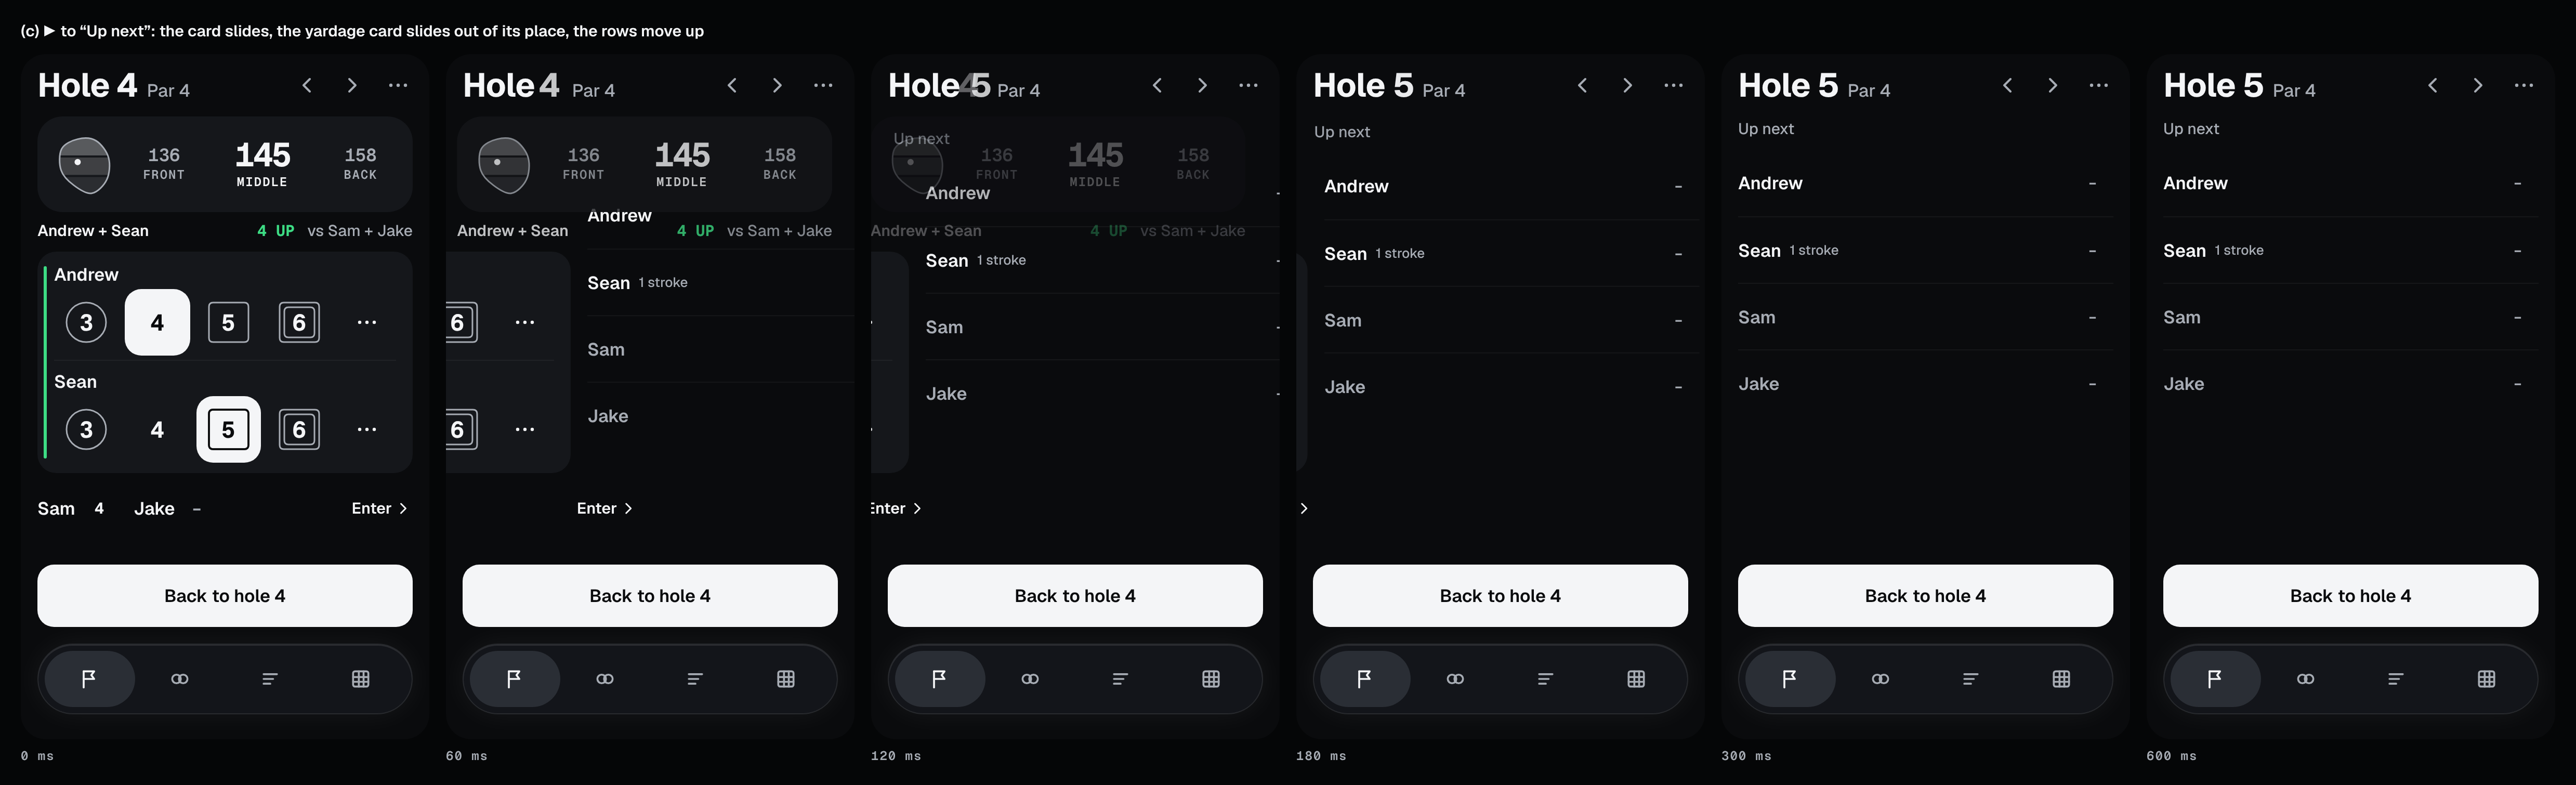 (c) ▶ to “Up next”: the card slides, the yardage card slides out of its place, the rows move up
Hole 4 Par 4
136 145 158
FRONT MIDDLE BACK
Andrew + Sean 4 UP vs Sam + Jake
Andrew
3 4 5 6 ...
Sean
3 4 5 6 ...
Sam 4 Jake – Enter >
Back to hole 4
0 ms
Hole 4 Par 4
136 145 158
FRONT MIDDLE BACK
Andrew
Andrew + Sean 4 UP vs Sam + Jake
Sean 1 stroke
6 ...
Sam
Jake
6 ...
Enter >
Back to hole 4
60 ms
Hole 45 Par 4
Up next
136 145 158
FRONT MIDDLE BACK
Andrew -
Andrew + Sean 4 UP vs Sam + Jake
Sean 1 stroke -
Sam -
Jake -
Enter >
Back to hole 4
120 ms
Hole 5 Par 4
Up next
Andrew –
Sean 1 stroke –
Sam –
Jake –
>
Back to hole 4
180 ms
Hole 5 Par 4
Up next
Andrew –
Sean 1 stroke –
Sam –
Jake –
Back to hole 4
300 ms
Hole 5 Par 4
Up next
Andrew –
Sean 1 stroke –
Sam –
Jake –
Back to hole 4
600 ms